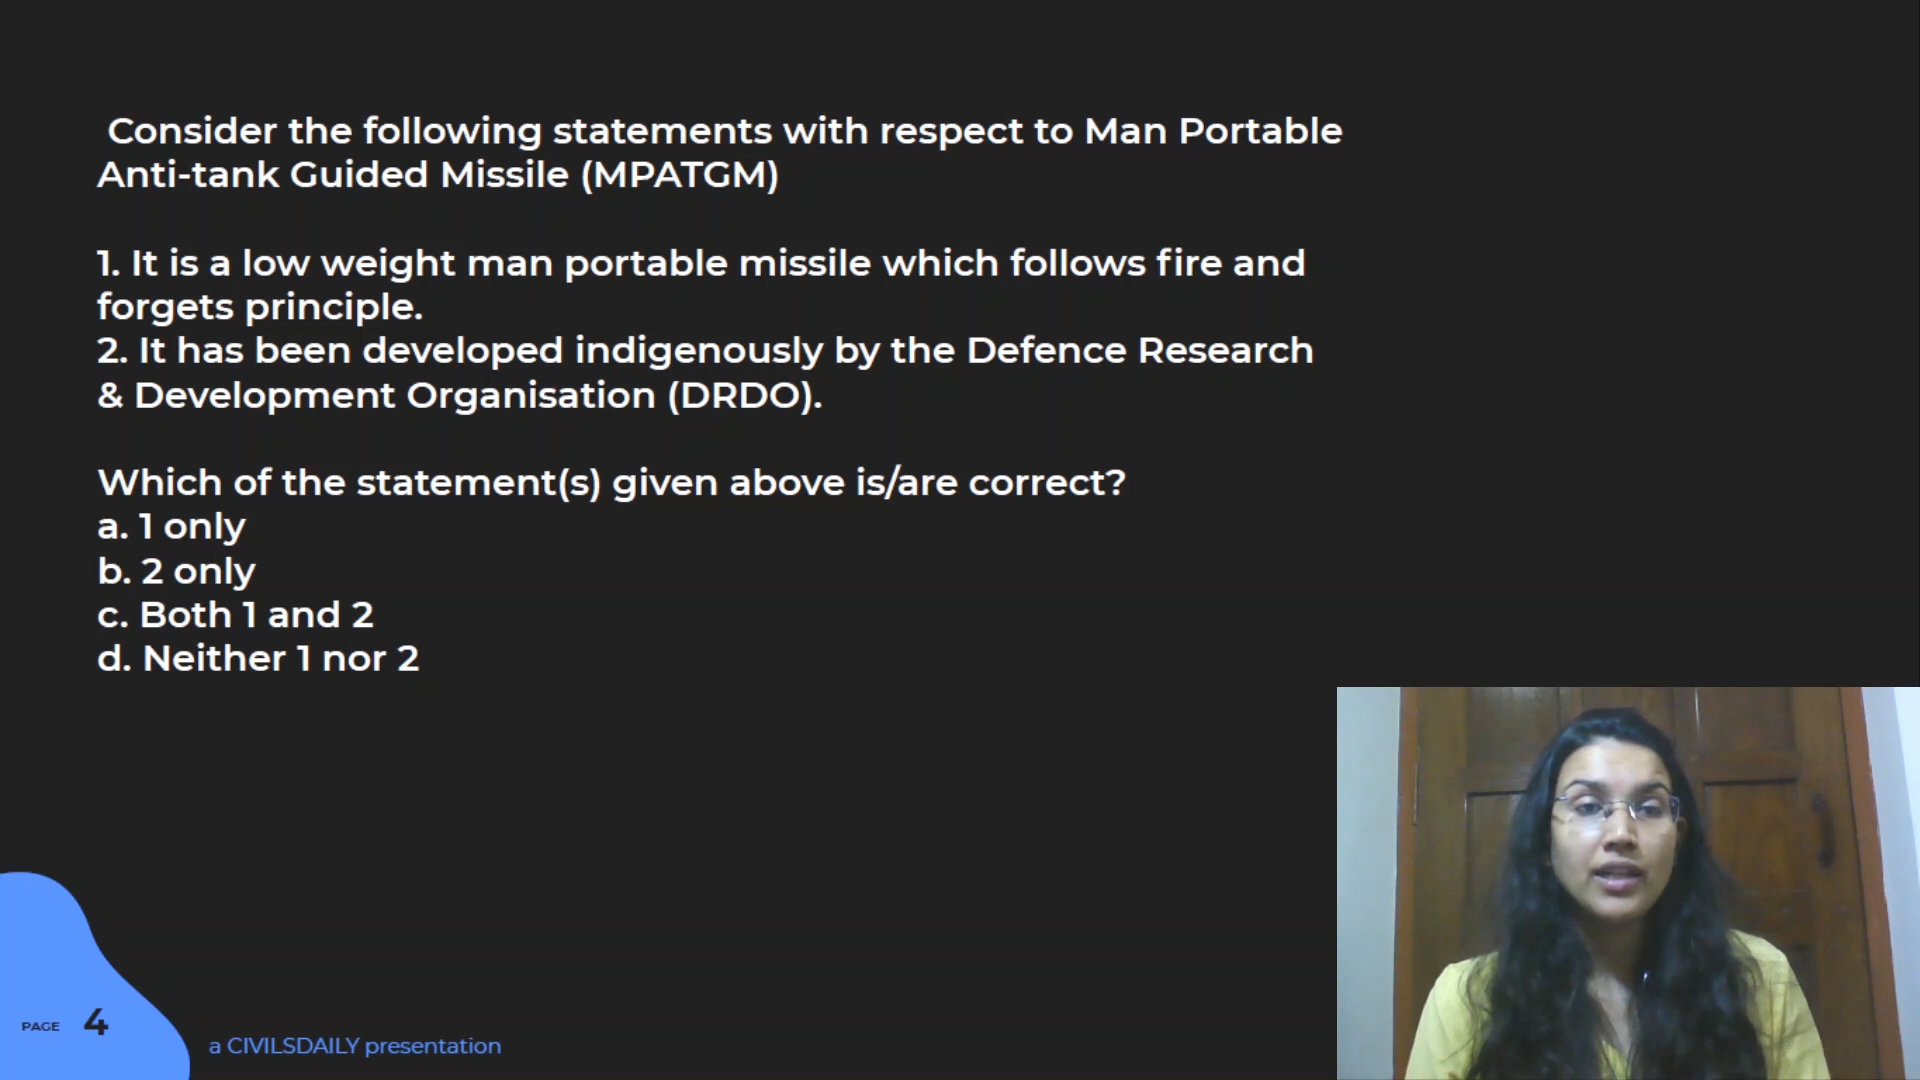 Consider the following statements with respect to Man Portable
Anti-tank Guided Missile (MPATGM)
1. It is a low weight man portable missile which follows fire and
forgets principle.
2. It has been developed indigenously by the Defence Research
& Development Organisation (DRDO).
Which of the statement(s) given above is/are correct?
a. 1 only
b. 2 only
c. Both 1 and 2
d. Neither 1 nor 2
PAGE 4
a CIVILSDAILY presentation